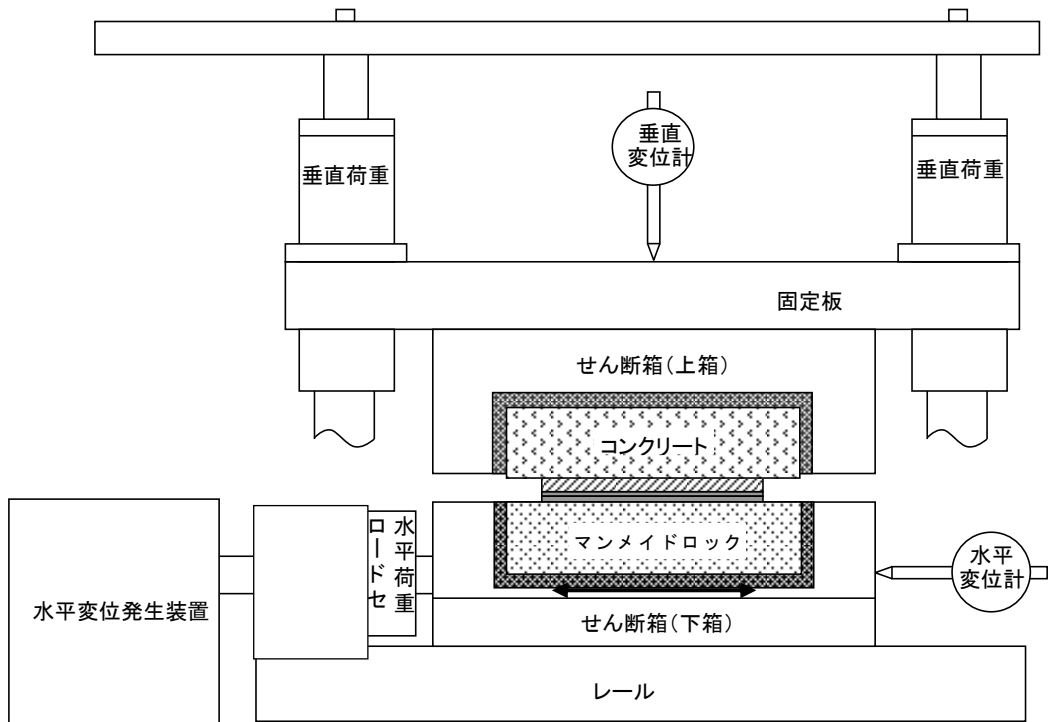 垂直
変位計
垂直荷重
垂直荷重
固定板
せん断箱（上箱）
コンクリート
水平荷重
ロードセ
マンメイドロック
水平
変位計
水平変位発生装置
せん断箱（下箱）
レール